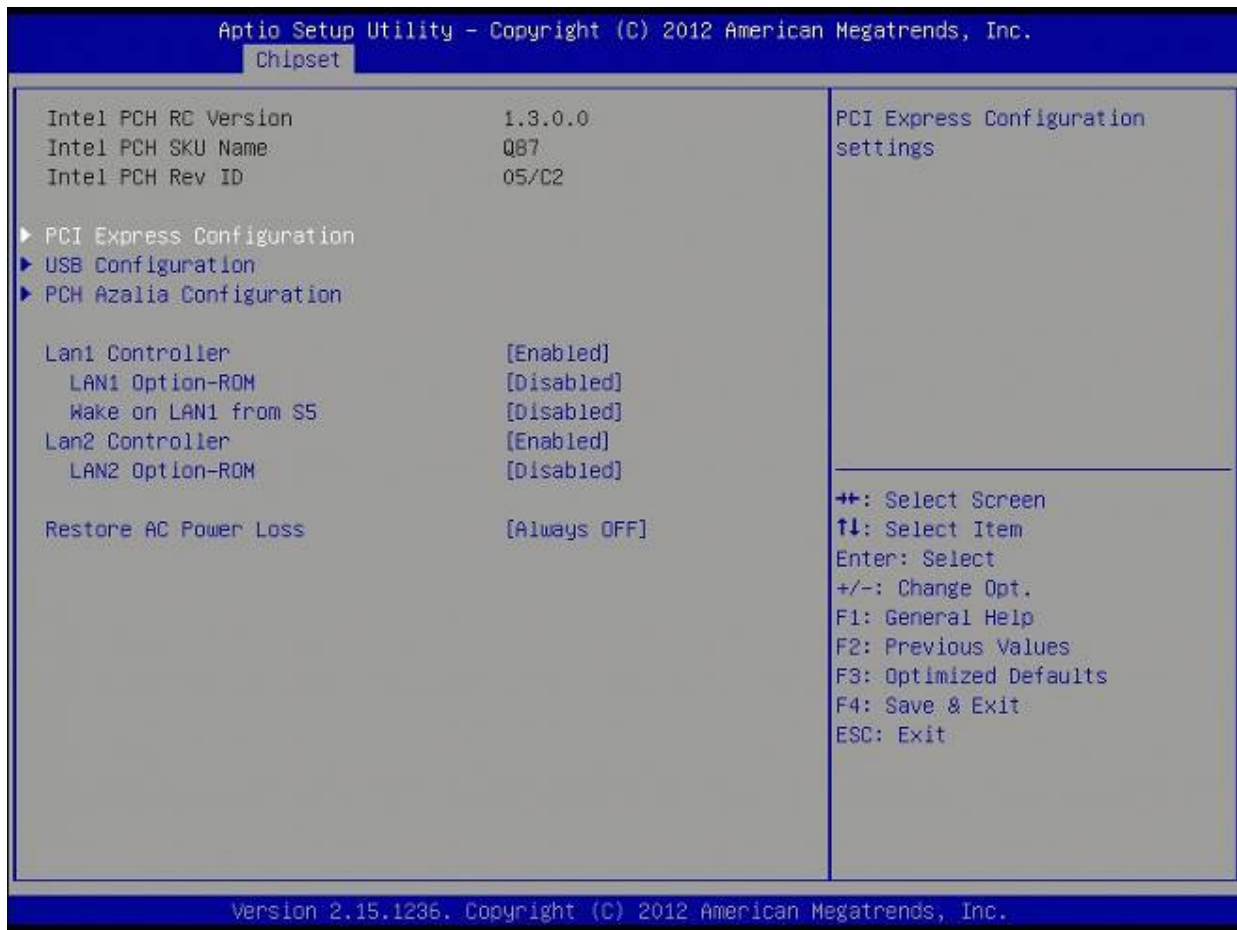 Aptio Setup Utility – Copyright (C) 2012 American Megatrends, Inc.
Chipset
Intel PCH RC Version 1.3.0.0
Intel PCH SKU Name Q87
Intel PCH Rev ID 05/C2
► PCI Express Configuration
► USB Configuration
► PCH Azalia Configuration
Lan1 Controller [Enabled]
LAN1 Option-ROM [Disabled]
Wake on LAN1 from S5 [Disabled]
Lan2 Controller [Enabled]
LAN2 Option-ROM [Disabled]
Restore AC Power Loss [Always OFF]
PCI Express Configuration
settings
→←: Select Screen
↑↓: Select Item
Enter: Select
+/-: Change Opt.
F1: General Help
F2: Previous Values
F3: Optimized Defaults
F4: Save & Exit
ESC: Exit
Version 2.15.1236. Copyright (C) 2012 American Megatrends, Inc.